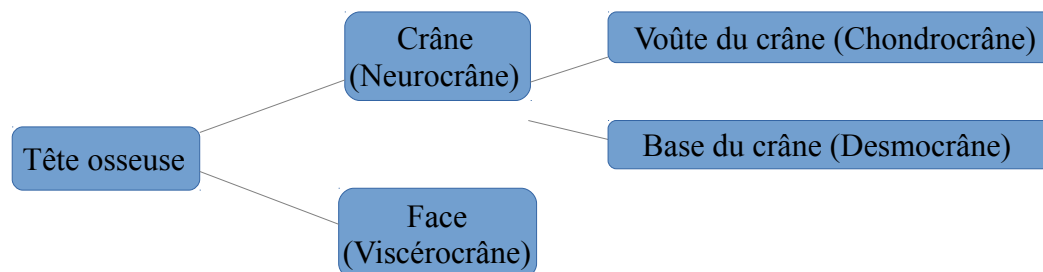 Crâne
(Neurocrâne)
Voûte du crâne (Chondrocrâne)
Base du crâne (Desmocrâne)
Tête osseuse
Face
(Viscérocrâne)